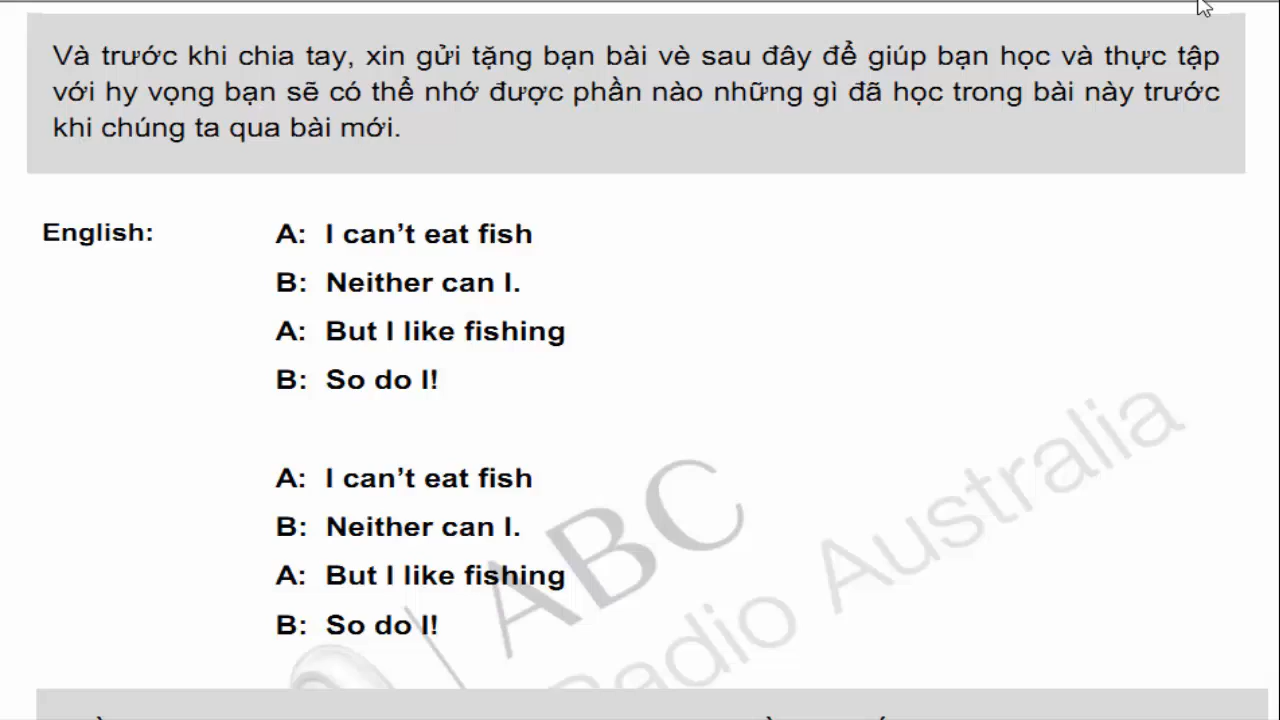 Và trước khi chia tay, xin gửi tặng bạn bài vè sau đây để giúp bạn học và thực tập
với hy vọng bạn sẽ có thể nhớ được phần nào những gì đã học trong bài này trước
khi chúng ta qua bài mới.
English:
A: I can’t eat fish
B: Neither can I.
A: But I like fishing
B: So do I!
A: I can’t eat fish
B: Neither can I.
A: But I like fishing
B: So do I!
ABC
Radio Australia